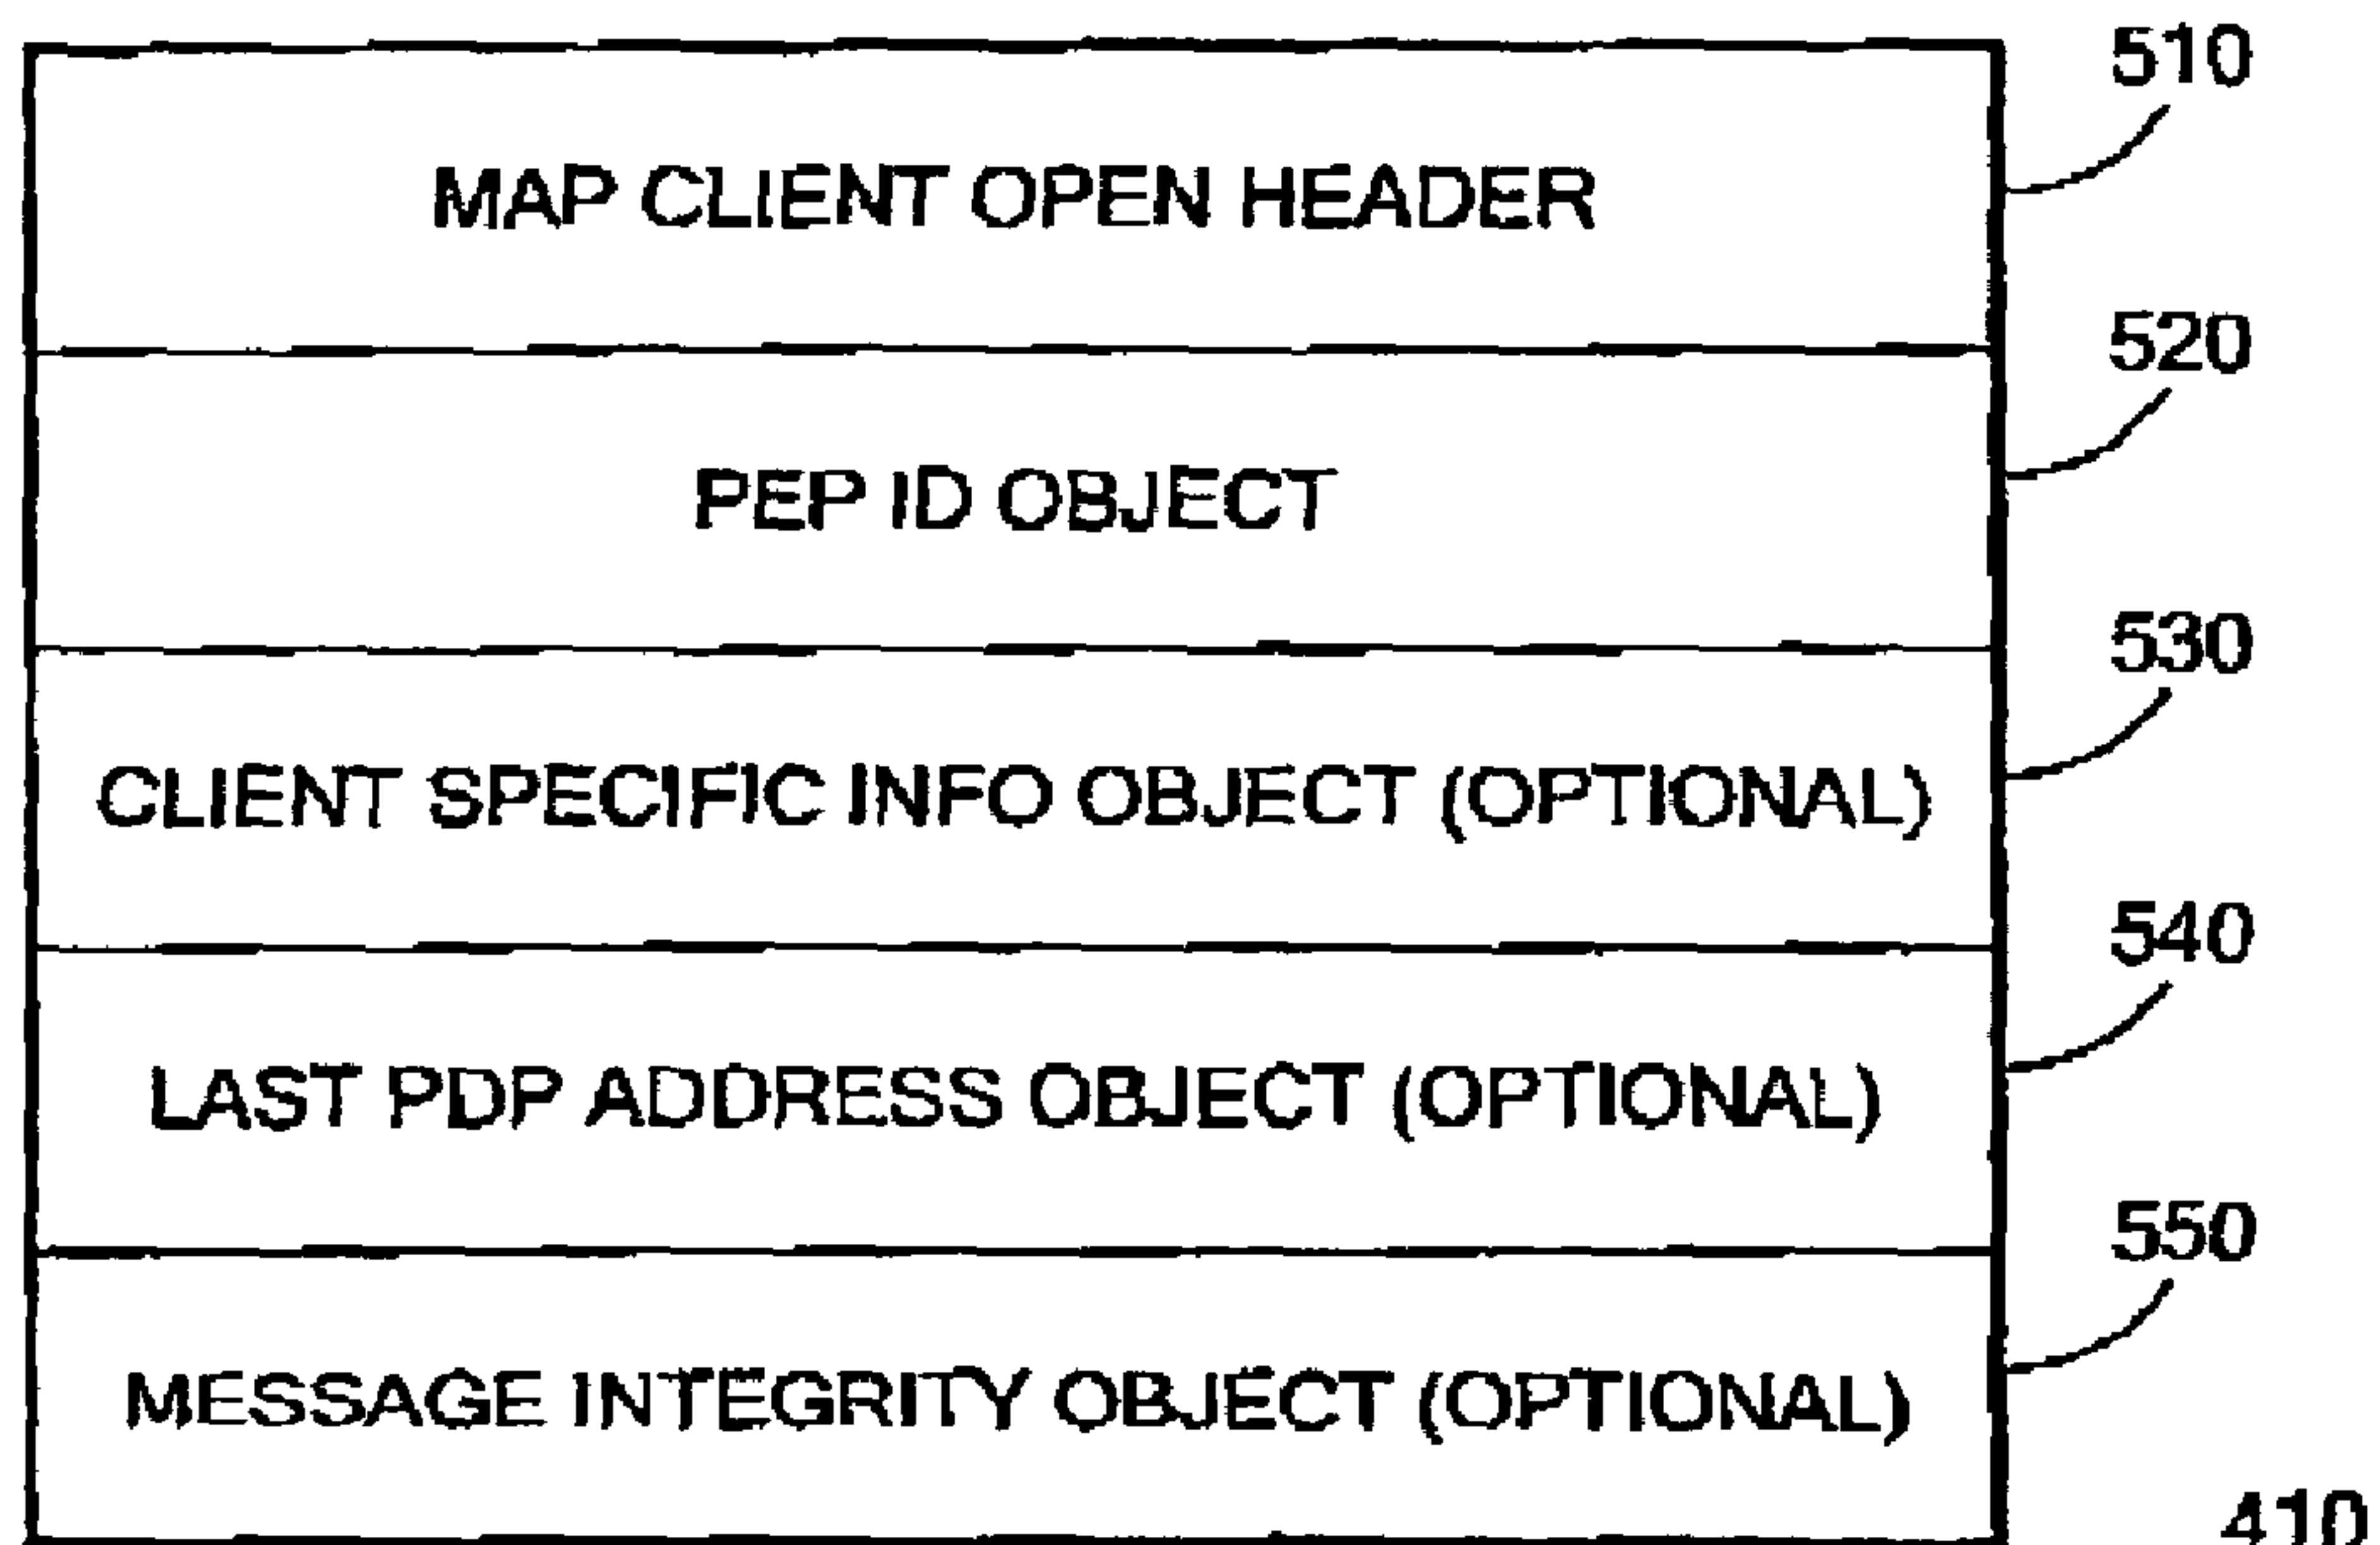 510
MAP CLIENT OPEN HEADER
520
PEP ID OBJECT
530
CLIENT SPECIFIC INFO OBJECT (OPTIONAL)
540
LAST PDP ADDRESS OBJECT (OPTIONAL)
550
MESSAGE INTEGRITY OBJECT (OPTIONAL)
410